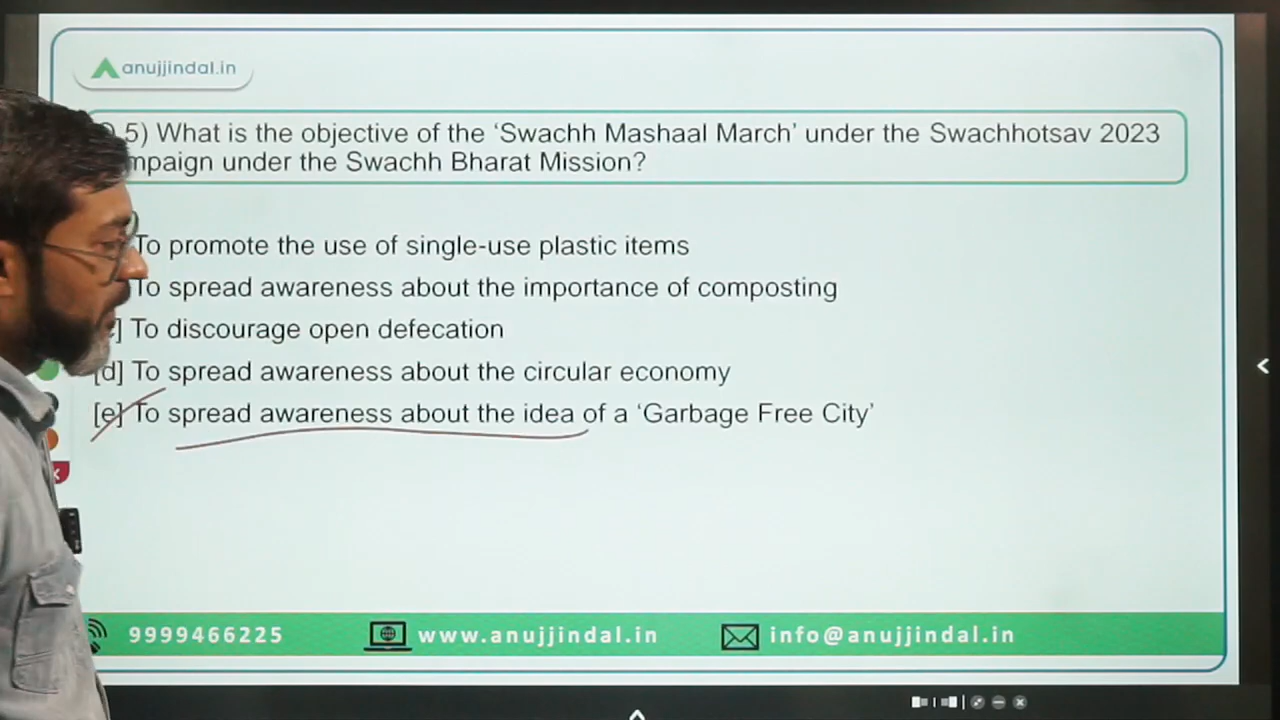 anujjindal.in
5) What is the objective of the ‘Swachh Mashaal March’ under the Swachhotsav 2023
mpaign under the Swachh Bharat Mission?
To promote the use of single-use plastic items
To spread awareness about the importance of composting
] To discourage open defecation
[d] To spread awareness about the circular economy
[e] To spread awareness about the idea of a ‘Garbage Free City’
9999466225 www.anujjindal.in info@anujjindal.in